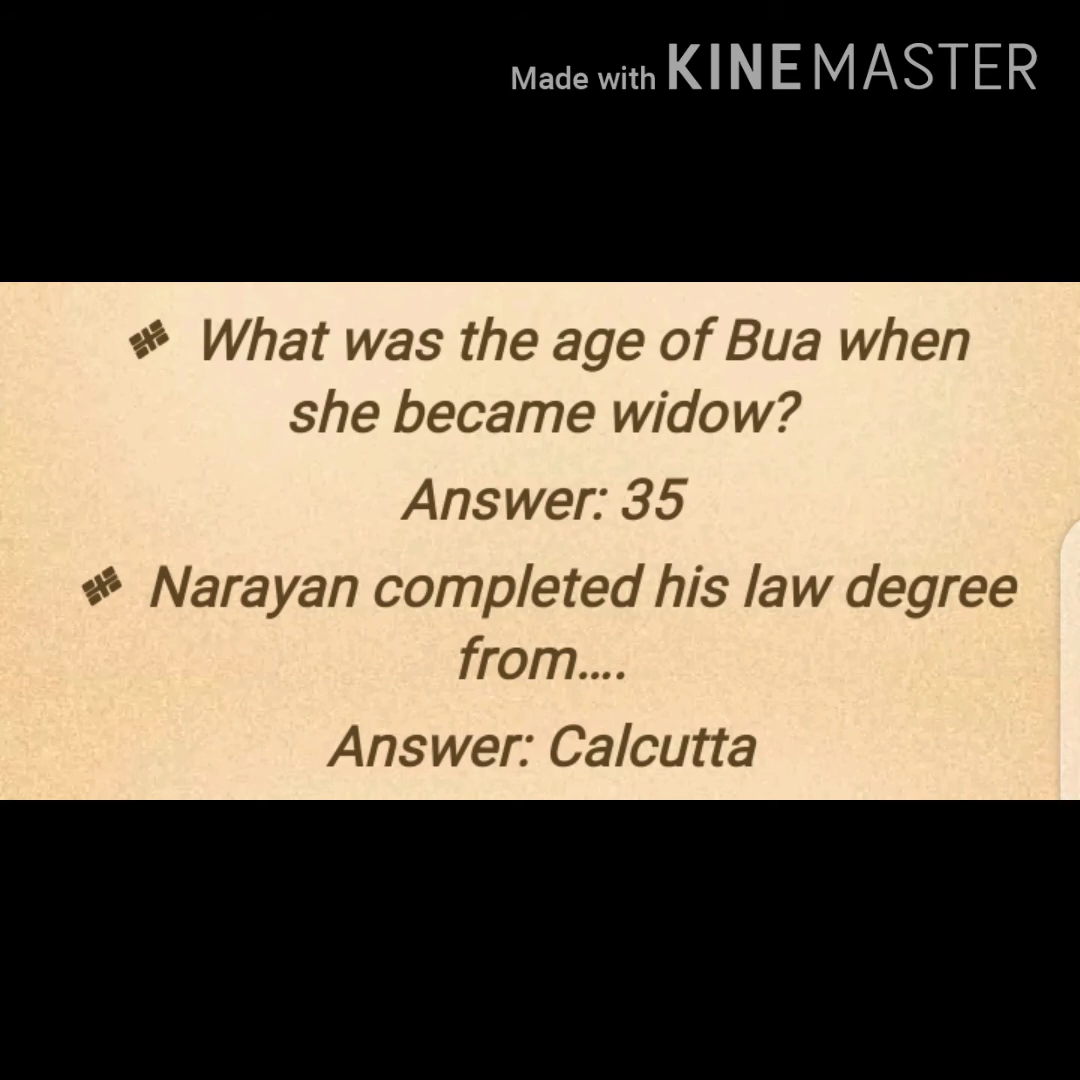 Made with KINEMASTER
What was the age of Bua when
she became widow?
Answer: 35
Narayan completed his law degree
from....
Answer: Calcutta